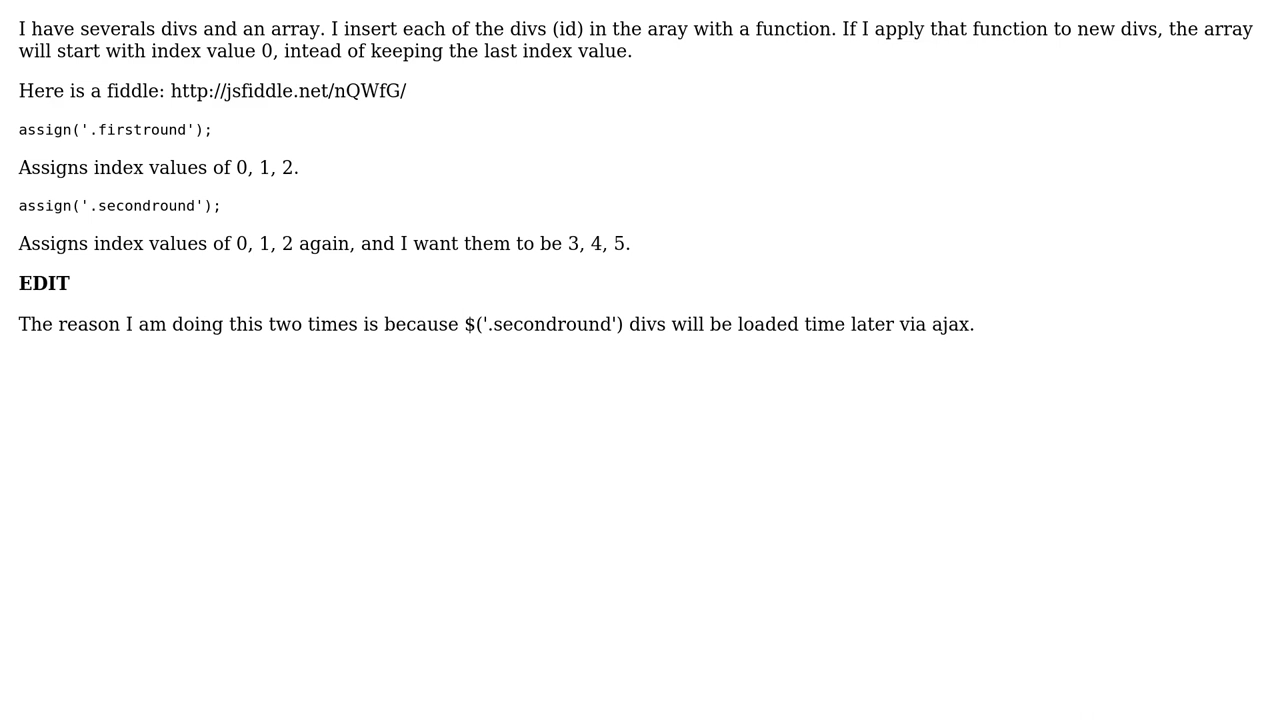 I have severals divs and an array. I insert each of the divs (id) in the aray with a function. If I apply that function to new divs, the array
will start with index value 0, intead of keeping the last index value.
Here is a fiddle: http://jsfiddle.net/nQWfG/
assign('.firstround');
Assigns index values of 0, 1, 2.
assign('.secondround');
Assigns index values of 0, 1, 2 again, and I want them to be 3, 4, 5.
EDIT
The reason I am doing this two times is because $('.secondround') divs will be loaded time later via ajax.